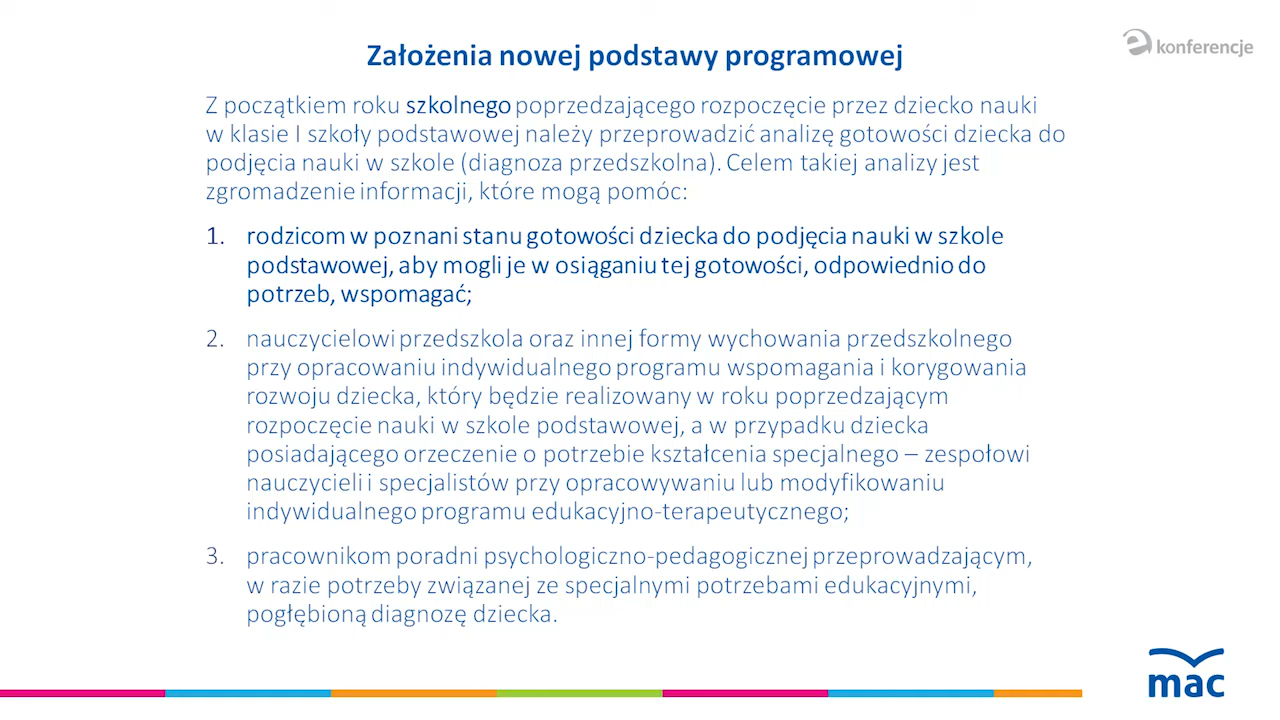 Założenia nowej podstawy programowej
e konferencje
Z początkiem roku szkolnego poprzedzającego rozpoczęcie przez dziecko nauki
w klasie I szkoły podstawowej należy przeprowadzić analizę gotowości dziecka do
podjęcia nauki w szkole (diagnoza przedszkolna). Celem takiej analizy jest
zgromadzenie informacji, które mogą pomóc:
1. rodzicom w poznani stanu gotowości dziecka do podjęcia nauki w szkole
podstawowej, aby mogli je w osiąganiu tej gotowości, odpowiednio do
potrzeb, wspomagać;
2. nauczycielowi przedszkola oraz innej formy wychowania przedszkolnego
przy opracowaniu indywidualnego programu wspomagania i korygowania
rozwoju dziecka, który będzie realizowany w roku poprzedzającym
rozpoczęcie nauki w szkole podstawowej, a w przypadku dziecka
posiadającego orzeczenie o potrzebie kształcenia specjalnego – zespołowi
nauczycieli i specjalistów przy opracowywaniu lub modyfikowaniu
indywidualnego programu edukacyjno-terapeutycznego;
3. pracownikom poradni psychologiczno-pedagogicznej przeprowadzającym,
w razie potrzeby związanej ze specjalnymi potrzebami edukacyjnymi,
pogłębioną diagnozę dziecka.
mac